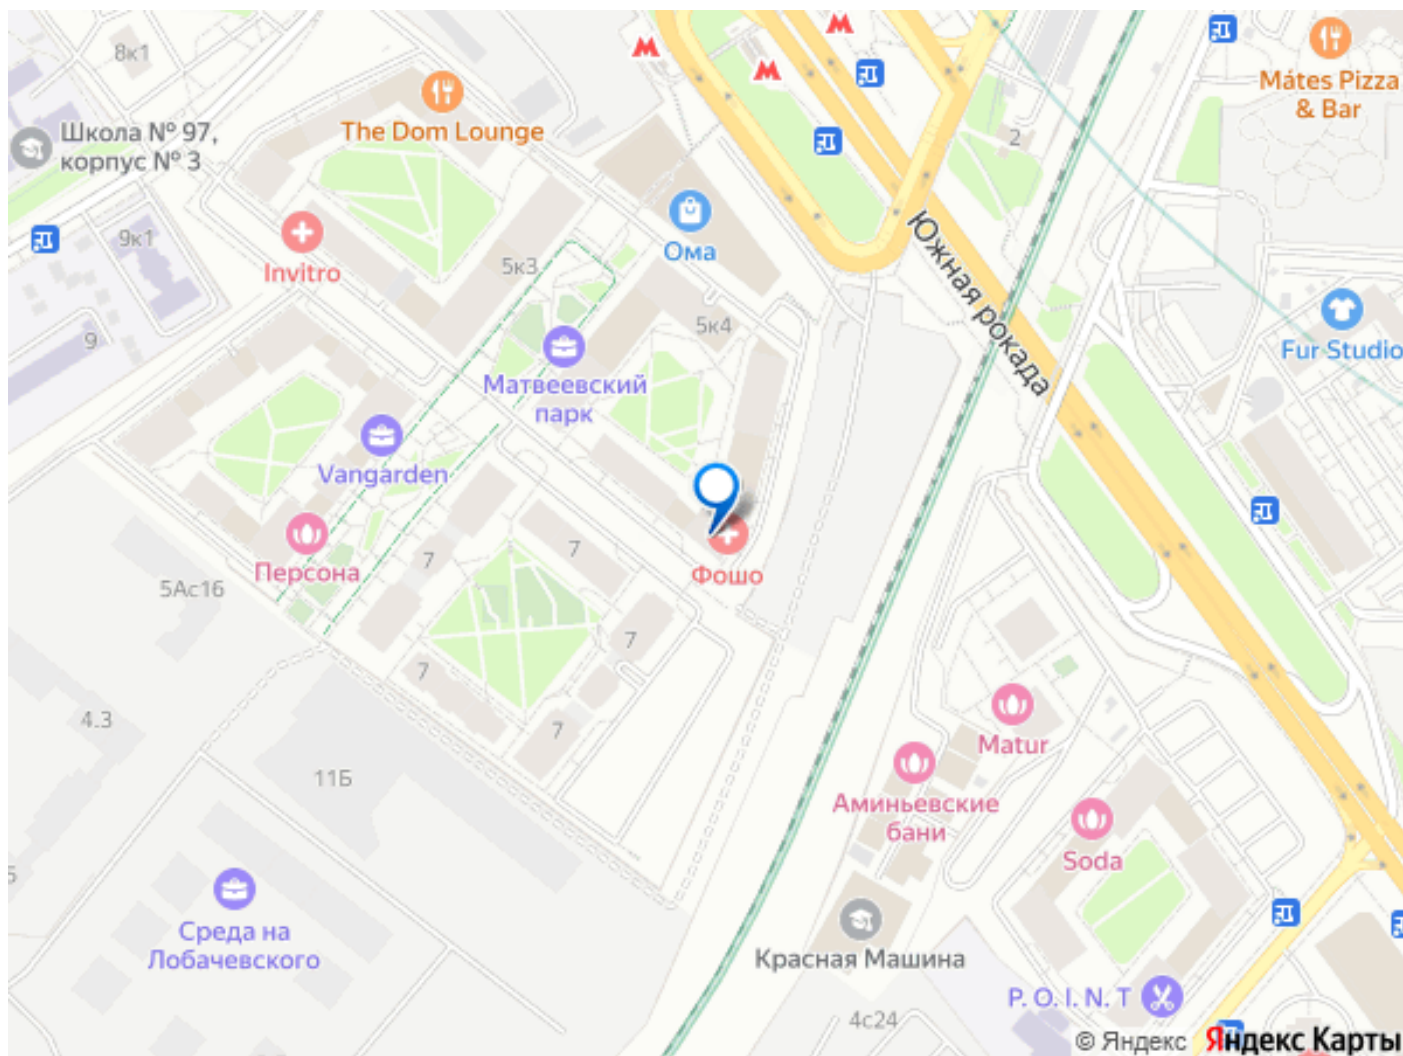 8к1
Mátes Pizza
& Bar
Школа № 97,
корпус № 3
The Dom Lounge
2
9к1
Invitro
5к3
Ома
Южная рокада
9
5к4
Fur Studio
Матвеевский
парк
Vangarden
Персона
7
7
Фошо
5Ас16
7
7
4.3
7
Matur
11Б
Аминьевские
бани
Soda
5
Среда на
Лобачевского
Красная Машина
P. O. I. N. T
4с24
© Яндекс Яндекс Карты